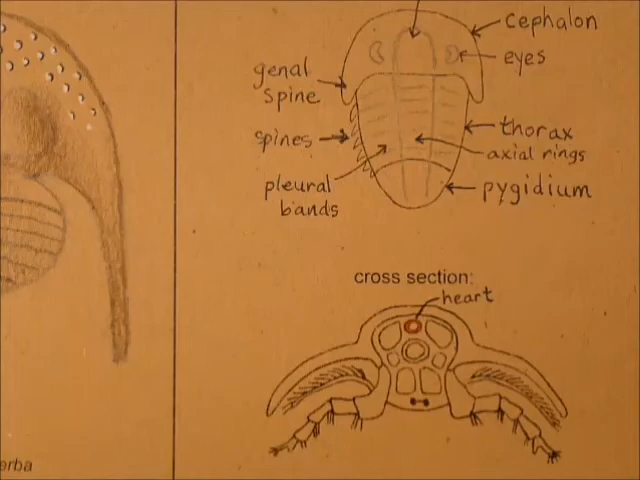 cephalon
eyes
genal
spine
spines
thorax
axial rings
pleural
bands
pygidium
cross section:
heart
erba